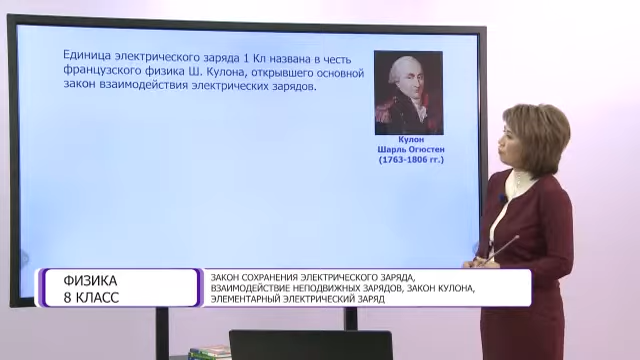 Единица электрического заряда 1 Кл названа в честь
французского физика Ш. Кулона, открывшего основной
закон взаимодействия электрических зарядов.
Кулон
Шарль Огюстен
(1763-1806 гг.)
ФИЗИКА
8 КЛАСС
ЗАКОН СОХРАНЕНИЯ ЭЛЕКТРИЧЕСКОГО ЗАРЯДА,
ВЗАИМОДЕЙСТВИЕ НЕПОДВИЖНЫХ ЗАРЯДОВ, ЗАКОН КУЛОНА,
ЭЛЕМЕНТАРНЫЙ ЭЛЕКТРИЧЕСКИЙ ЗАРЯД